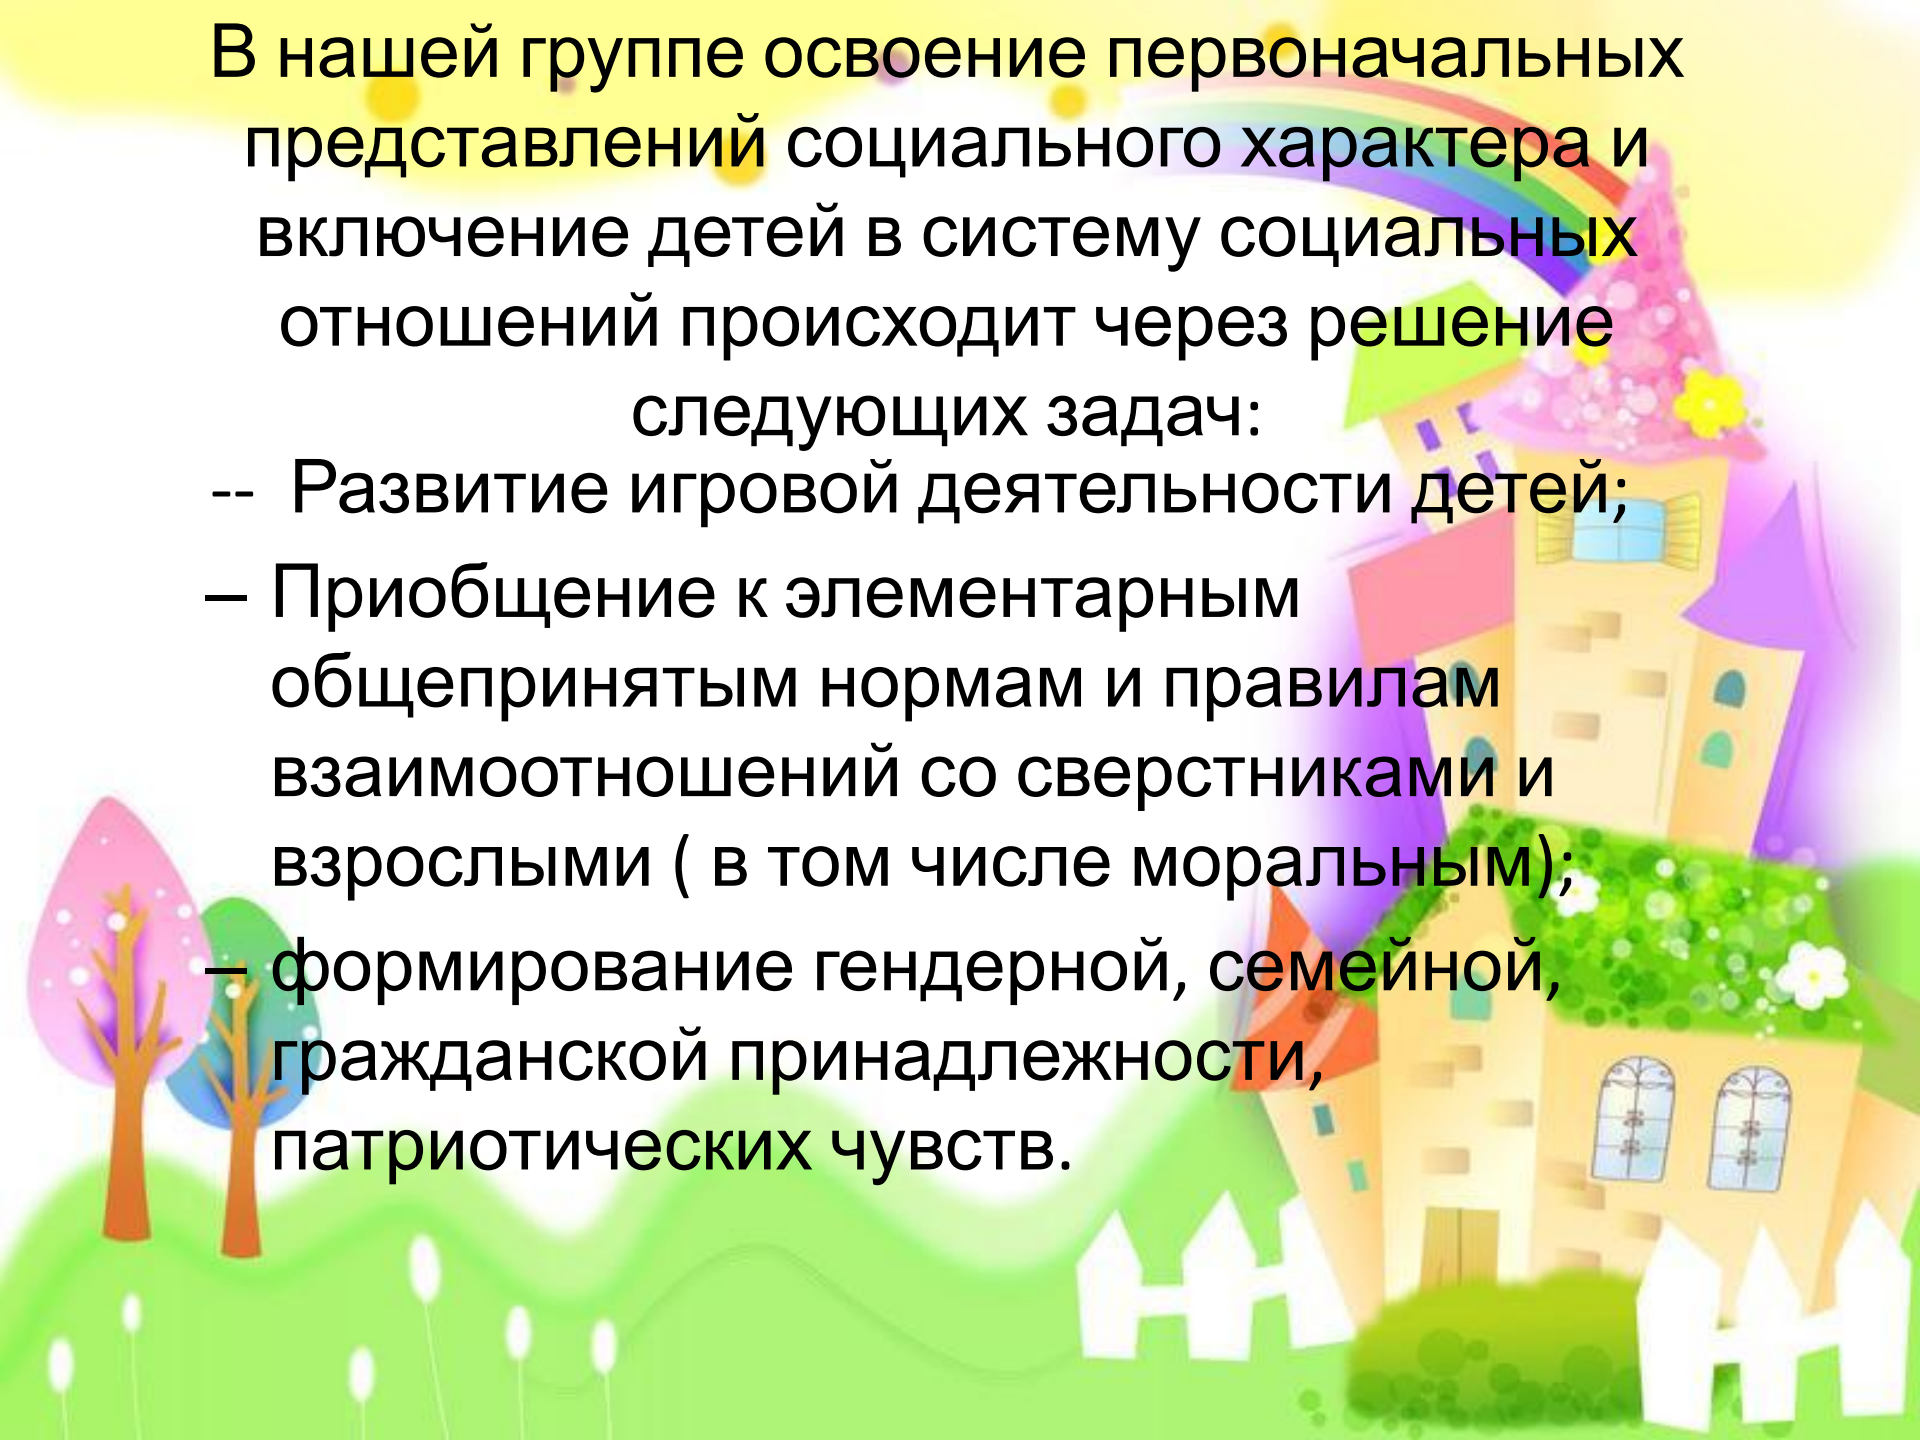 В нашей группе освоение первоначальных
представлений социального характера и
включение детей в систему социальных
отношений происходит через решение
следующих задач:
-- Развитие игровой деятельности детей;
– Приобщение к элементарным
общепринятым нормам и правилам
взаимоотношений со сверстниками и
взрослыми ( в том числе моральным);
– формирование гендерной, семейной,
гражданской принадлежности,
патриотических чувств.